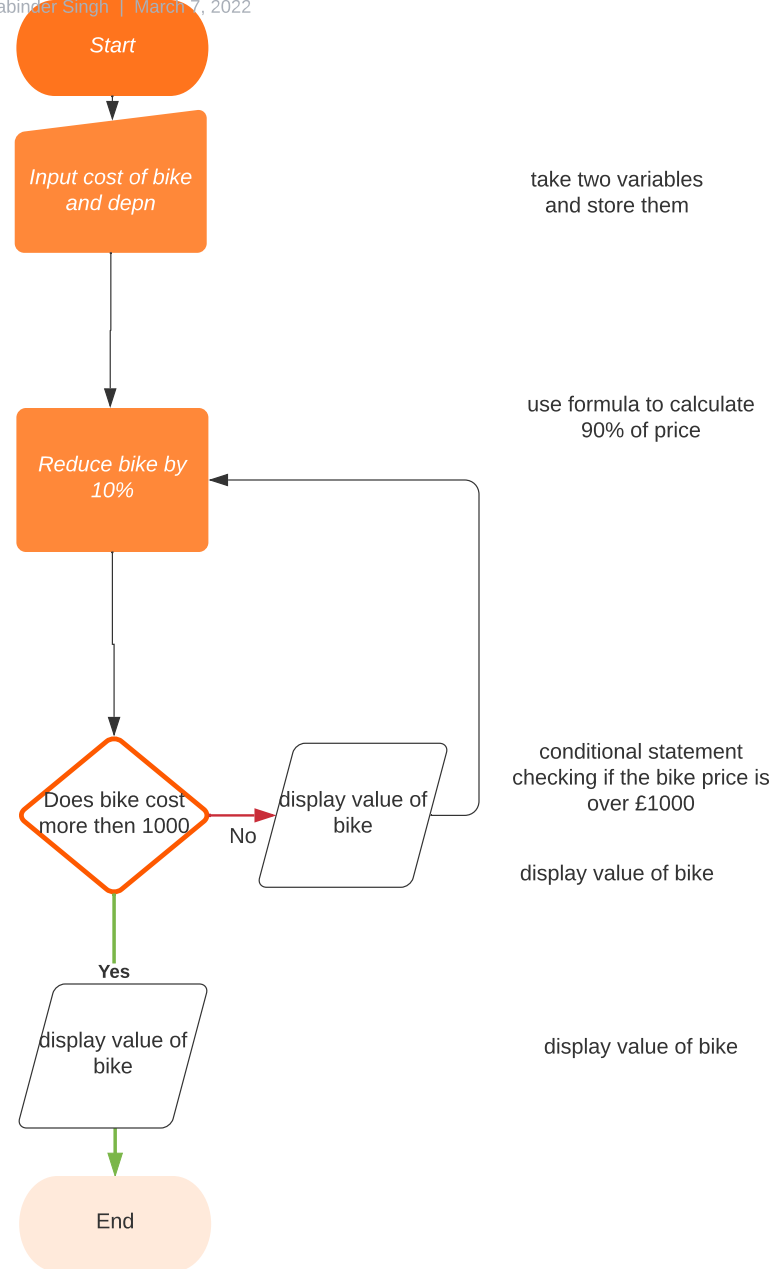 Singh | March 7, 2022
Start
Input cost of bike
and depn
take two variables
and store them
use formula to calculate
90% of price
Reduce bike by
10%
conditional statement
checking if the bike price is
over £1000
Does bike cost
more then 1000
display value of
bike
No
display value of bike
Yes
display value of
bike
display value of bike
End